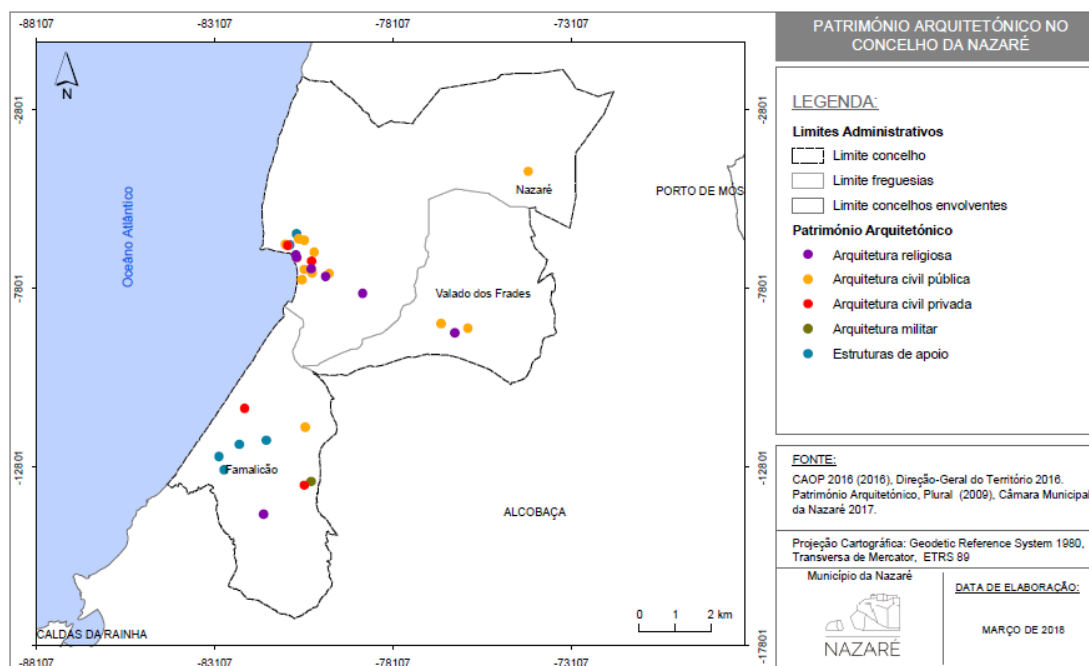 -88107
-83107
-78107
-73107
-2801
-7801
-12801
-17801
N
Oceâno Atlântico
Nazaré
PORTO DE MÓS
Valado dos Frades
Famalicão
ALCOBAÇA
CALDAS DA RAINHA
0 1 2 km
-88107
-83107
-78107
-73107
-2801
-7801
-12801
-17801
PATRIMÓNIO ARQUITETÓNICO NO
CONCELHO DA NAZARÉ
LEGENDA:
Limites Administrativos
Limite concelho
Limite freguesias
Limite concelhos envolventes
Património Arquitetónico
Arquitetura religiosa
Arquitetura civil pública
Arquitetura civil privada
Arquitetura militar
Estruturas de apoio
FONTE:
CAOP 2016 (2016), Direção-Geral do Território 2016.
Património Arquitetónico, Plural (2009), Câmara Municipal
da Nazaré 2017.
Projeção Cartográfica: Geodetic Reference System 1980,
Transversa de Mercator, ETRS 89
Município da Nazaré
NAZARÉ
DATA DE ELABORAÇÃO:
MARÇO DE 2018